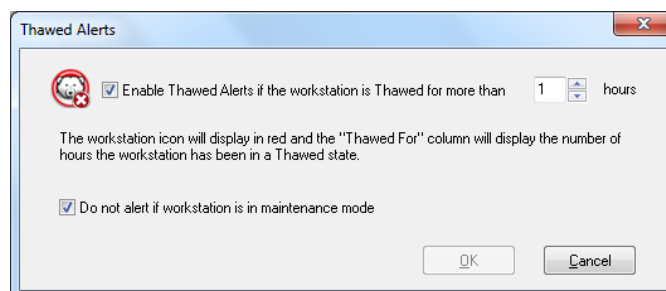 Thawed Alerts
Enable Thawed Alerts if the workstation is Thawed for more than 1 hours
The workstation icon will display in red and the "Thawed For" column will display the number of
hours the workstation has been in a Thawed state.
Do not alert if workstation is in maintenance mode
OK Cancel